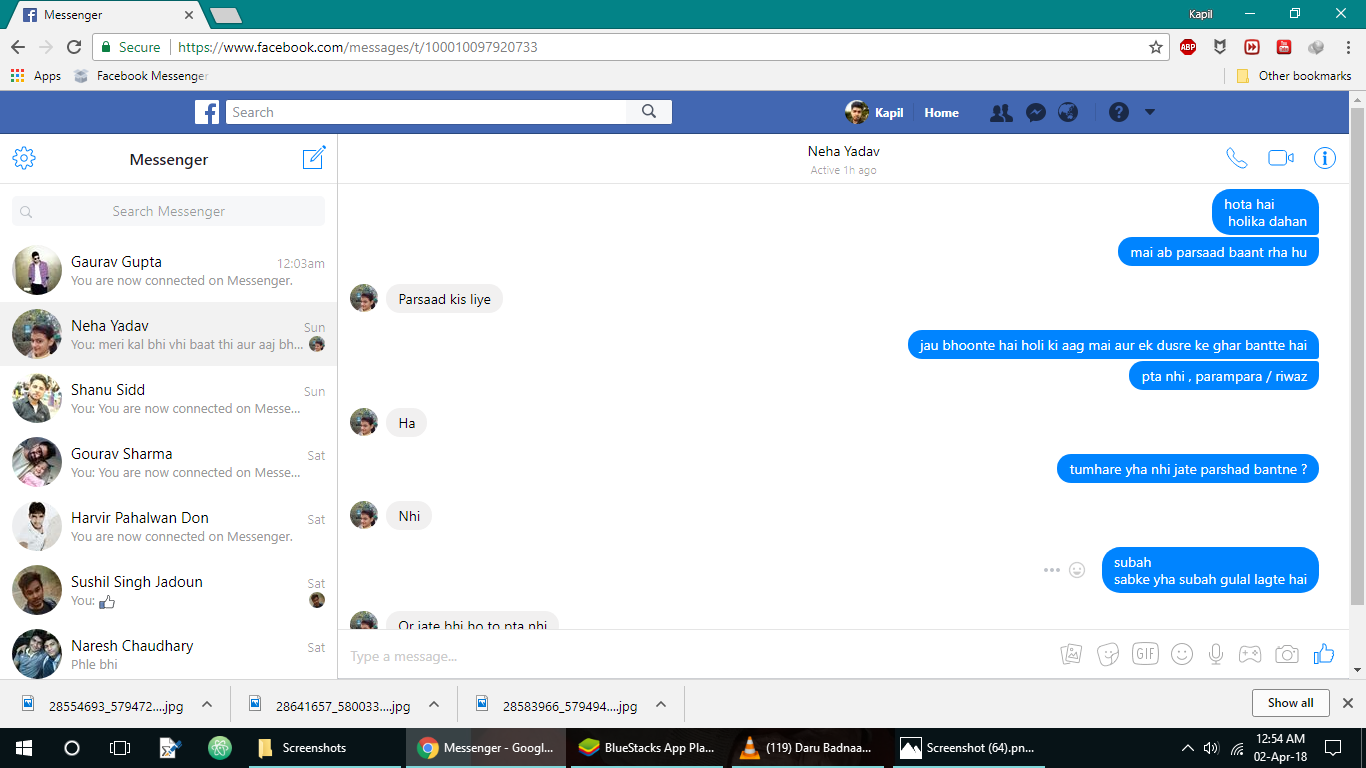 Messenger
Kapil
Secure
https://www.facebook.com/messages/t/100010097920733
ABP
Apps
Facebook Messenger
Other bookmarks
Search
Kapil
Home
Messenger
Search Messenger
Gaurav Gupta
12:03am
You are now connected on Messenger.
Neha Yadav
Sun
You: meri kal bhi vhi baat thi aur aaj bh...
Shanu Sidd
Sun
You: You are now connected on Messe...
Gourav Sharma
Sat
You: You are now connected on Messe...
Harvir Pahalwan Don
Sat
You are now connected on Messenger.
Sushil Singh Jadoun
Sat
You:
Naresh Chaudhary
Sat
Phle bhi
Neha Yadav
Active 1h ago
hota hai
holika dahan
mai ab parsaad baant rha hu
Parsaad kis liye
jau bhoonte hai holi ki aag mai aur ek dusre ke ghar bantte hai
pta nhi , parampara / riwaz
Ha
tumhare yha nhi jate parshad bantne ?
Nhi
subah
sabke yha subah gulal lagte hai
Or jate bhi ho to pta nhi
Type a message...
GIF
28554693_579472....jpg
28641657_580033....jpg
28583966_579494....jpg
Show all
Screenshots
Messenger - Googl...
BlueStacks App Pla...
(119) Daru Badnaa...
Screenshot (64).pn...
12:54 AM
02-Apr-18